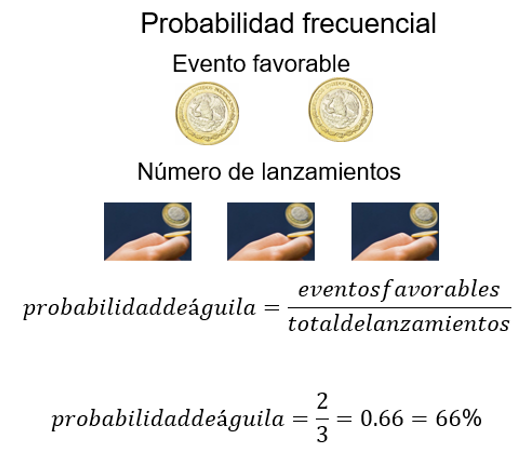 Probabilidad frecuencial
Evento favorable
Número de lanzamientos
probabilidaddeáguila = eventosfavorables / totaldelanzamientos
probabilidaddeáguila = 2/3 = 0.66 = 66%